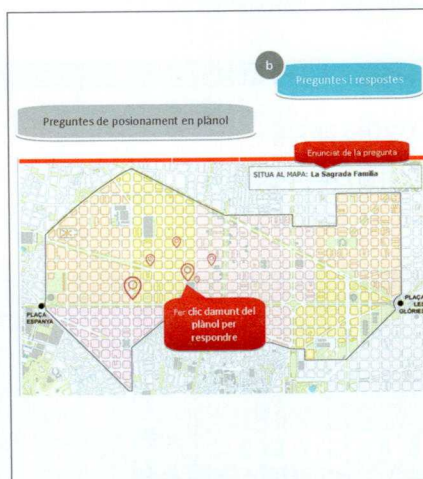 b
Preguntes i respostes
Preguntes de posionament en plànol
Enunciat de la pregunta
SITUA AL MAPA: La Sagrada Familia
PLAÇA
ESPANYA
PLAÇA
LES
GLÒRIES
Fer clic damunt del
plànol per
respondre